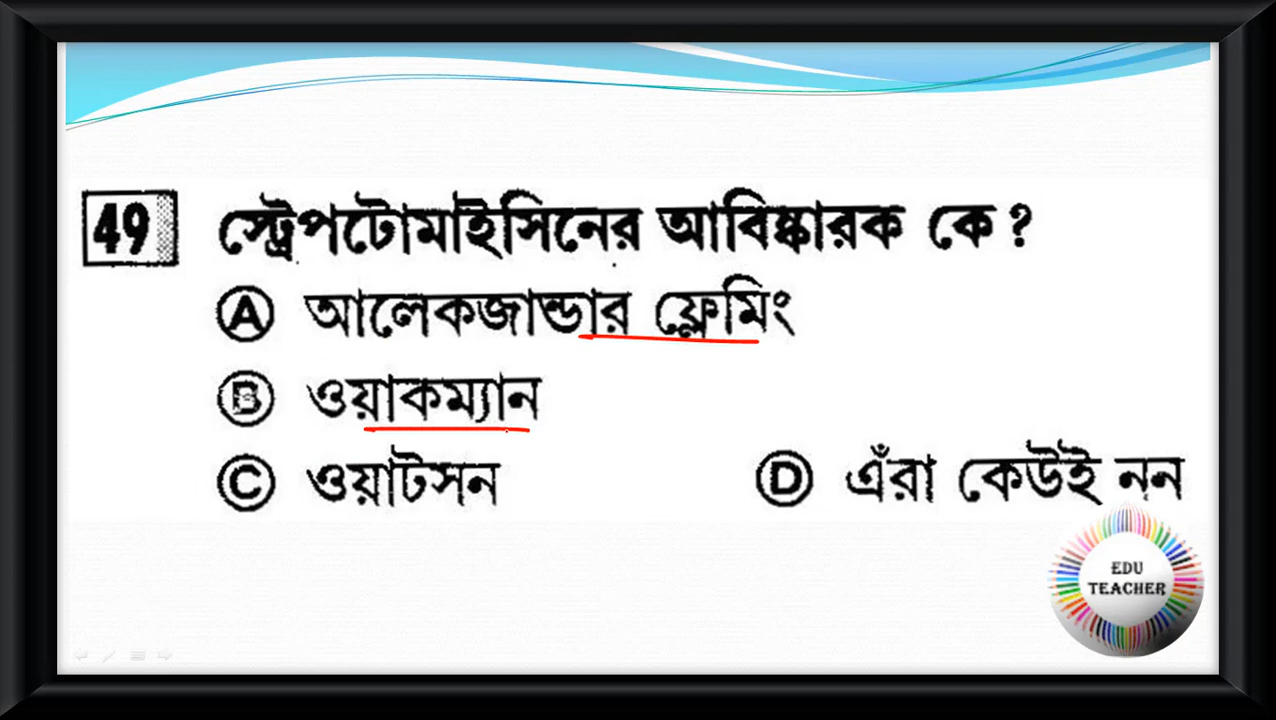 49 স্ট্রেপটোমাইসিনের আবিষ্কারক কে ?
A আলেকজান্ডার ফ্লেমিং
B ওয়াকম্যান
C ওয়াটসন D এঁরা কেউই নন
EDU
TEACHER